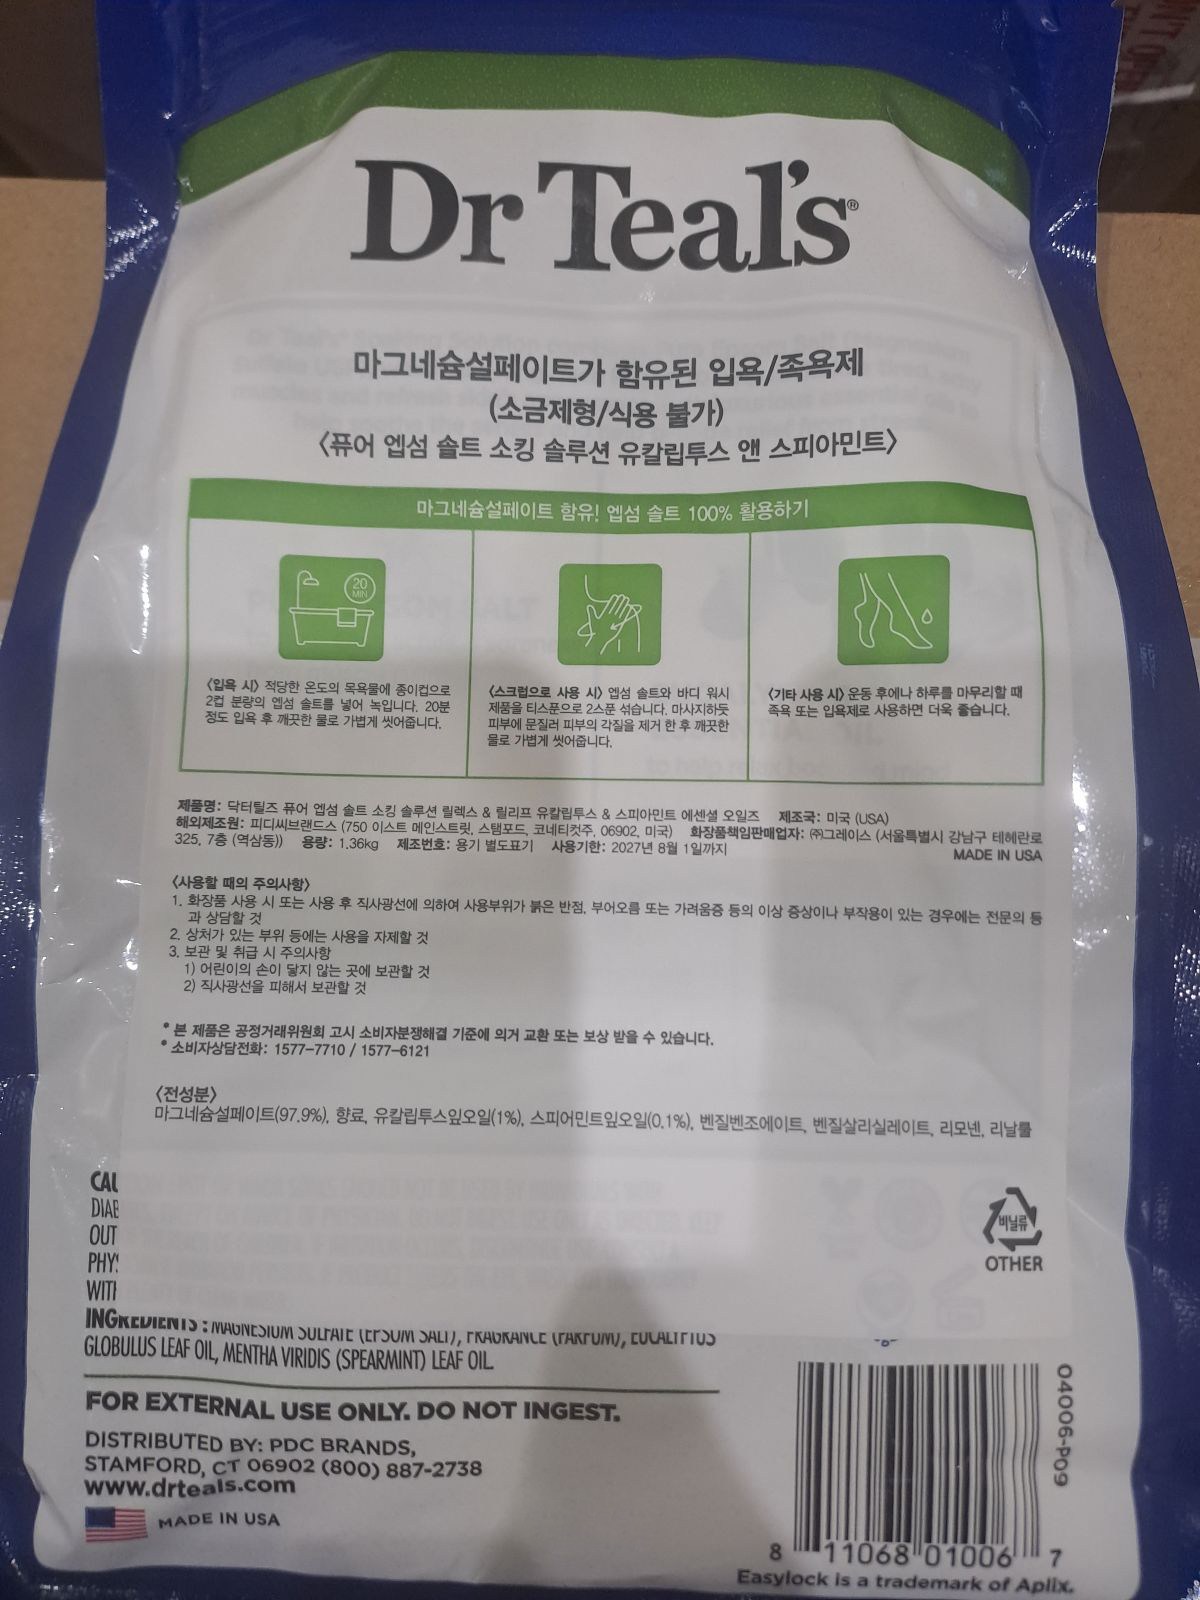 Dr Teal's®
마그네슘설페이트가 함유된 입욕/족욕제
(소금제형/식용 불가)
〈퓨어 엡섬 솔트 소킹 솔루션 유칼립투스 앤 스피아민트〉
마그네슘설페이트 함유! 엡섬 솔트 100% 활용하기
20
MIN
〈입욕 시〉 적당한 온도의 목욕물에 종이컵으로
2컵 분량의 엡섬 솔트를 넣어 녹입니다. 20분
정도 입욕 후 깨끗한 물로 가볍게 씻어줍니다.
〈스크럽으로 사용 시〉 엡섬 솔트와 바디 워시
제품을 티스푼으로 2스푼 섞습니다. 마사지하듯
피부에 문질러 피부의 각질을 제거 한 후 깨끗한
물로 가볍게 씻어줍니다.
〈기타 사용 시〉 운동 후에나 하루를 마무리할 때
족욕 또는 입욕제로 사용하면 더욱 좋습니다.
제품명: 닥터틸즈 퓨어 엡섬 솔트 소킹 솔루션 릴렉스 & 릴리프 유칼립투스 & 스피아민트 에센셜 오일즈 제조국: 미국 (USA)
해외제조원: 피디씨브랜드스 (750 이스트 메인스트릿, 스탬포드, 코네티컷주, 06902, 미국) 화장품책임판매업자: ㈜그레이스 (서울특별시 강남구 테헤란로
325, 7층 (역삼동)) 용량: 1.36kg 제조번호: 용기 별도표기 사용기한: 2027년 8월 1일까지
MADE IN USA
〈사용할 때의 주의사항〉
1. 화장품 사용 시 또는 사용 후 직사광선에 의하여 사용부위가 붉은 반점, 부어오름 또는 가려움증 등의 이상 증상이나 부작용이 있는 경우에는 전문의 등
과 상담할 것
2. 상처가 있는 부위 등에는 사용을 자제할 것
3. 보관 및 취급 시 주의사항
1) 어린이의 손이 닿지 않는 곳에 보관할 것
2) 직사광선을 피해서 보관할 것
* 본 제품은 공정거래위원회 고시 소비자분쟁해결 기준에 의거 교환 또는 보상 받을 수 있습니다.
* 소비자상담전화: 1577-7710 / 1577-6121
〈전성분〉
마그네슘설페이트(97.9%), 향료, 유칼립투스잎오일(1%), 스피어민트잎오일(0.1%), 벤질벤조에이트, 벤질살리실레이트, 리모넨, 리날룰
CAU
DIAB
OUT
PHY
WITH
비닐류
OTHER
INGREDIENTS : MAGNESIUM SULFATE (EPSOM SALT), FRAGRANCE (PARFUM), EUCALYPTUS
GLOBULUS LEAF OIL, MENTHA VIRIDIS (SPEARMINT) LEAF OIL.
FOR EXTERNAL USE ONLY. DO NOT INGEST.
DISTRIBUTED BY: PDC BRANDS,
STAMFORD, CT 06902 (800) 887-2738
www.drteals.com
MADE IN USA
04006-P09
8 11068 01006 7
Easylock is a trademark of Aplix.